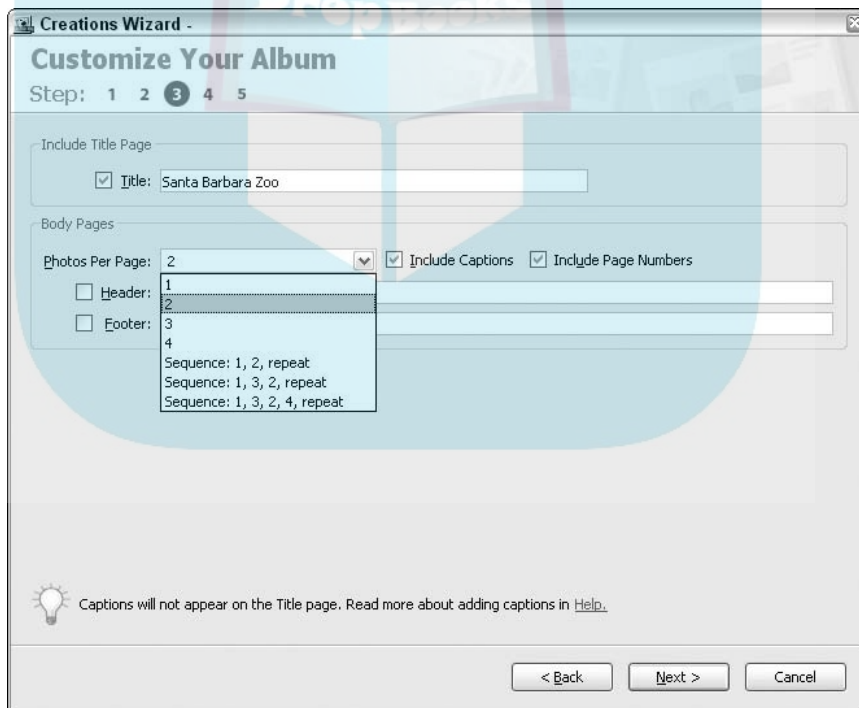 Prop Books
Creations Wizard -
Customize Your Album
Step: 1 2 3 4 5
Include Title Page
Title: Santa Barbara Zoo
Body Pages
Photos Per Page: 2 Include Captions Include Page Numbers
Header:
Footer:
1
2
3
4
Sequence: 1, 2, repeat
Sequence: 1, 3, 2, repeat
Sequence: 1, 3, 2, 4, repeat
Captions will not appear on the Title page. Read more about adding captions in Help.
< Back Next > Cancel